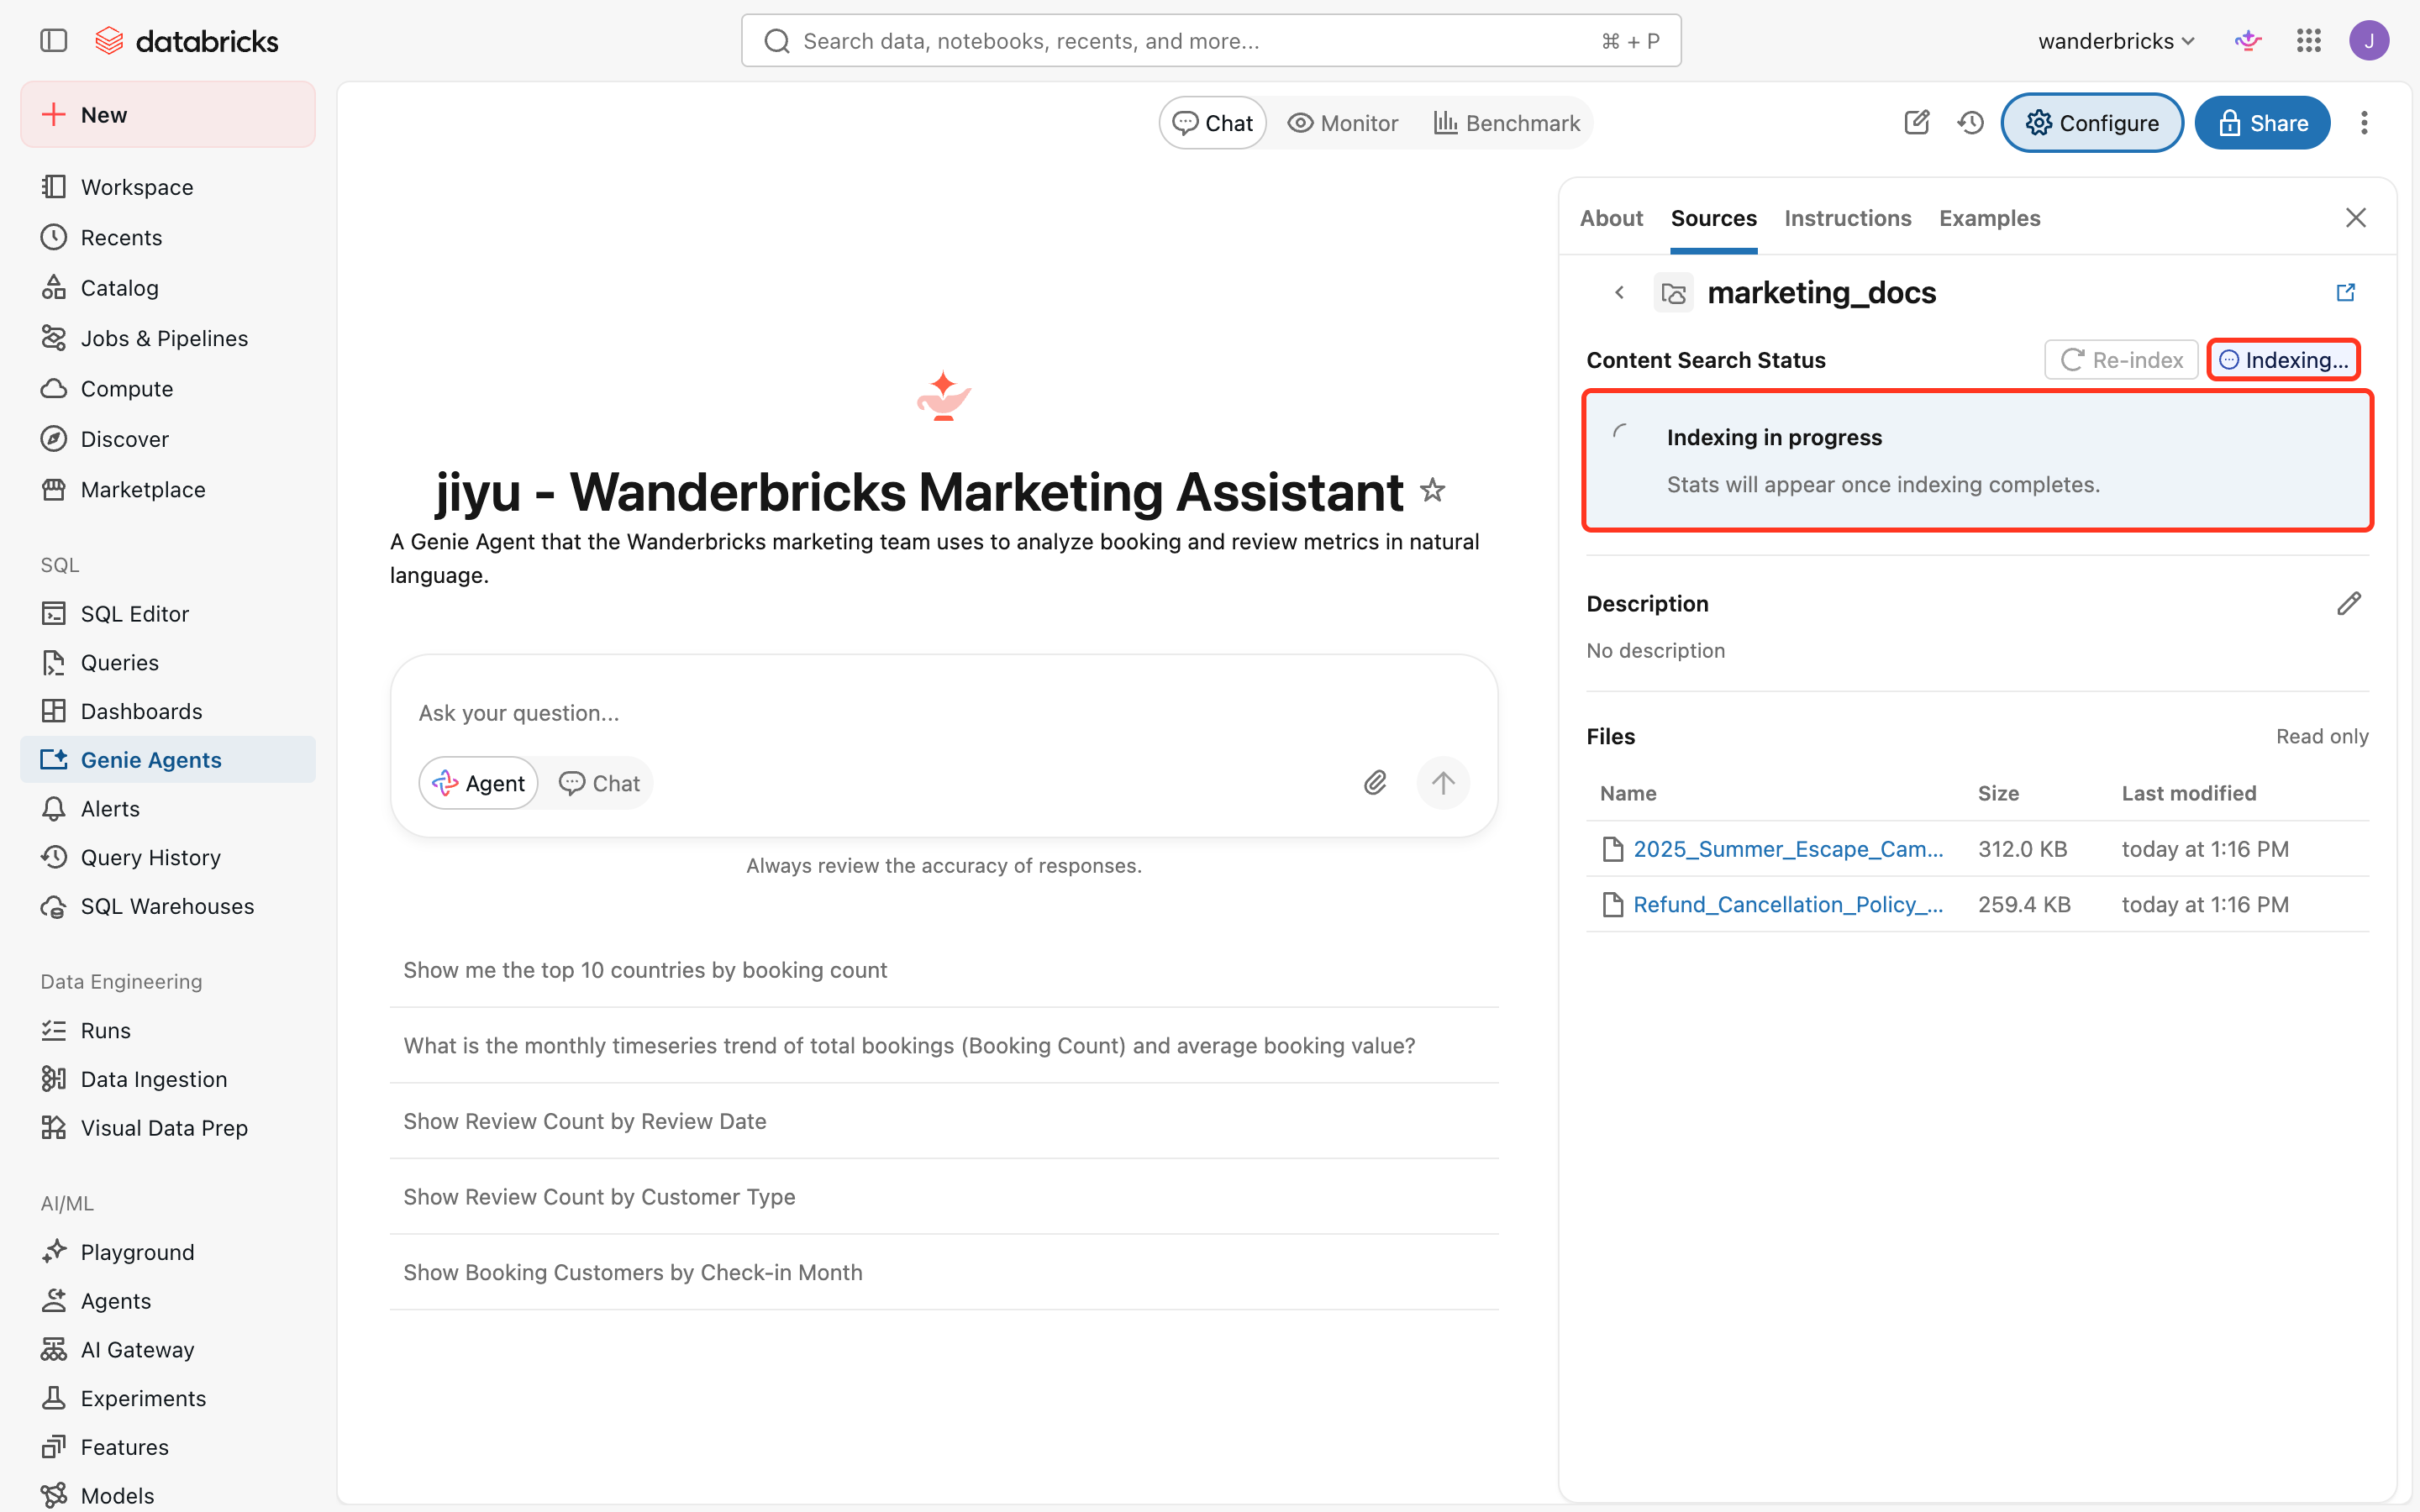 databricks
Search data, notebooks, recents, and more...
⌘ + P
wanderbricks
J
New
Workspace
Recents
Catalog
Jobs & Pipelines
Compute
Discover
Marketplace
SQL
SQL Editor
Queries
Dashboards
Genie Agents
Alerts
Query History
SQL Warehouses
Data Engineering
Runs
Data Ingestion
Visual Data Prep
AI/ML
Playground
Agents
AI Gateway
Experiments
Features
Models
Chat
Monitor
Benchmark
Configure
Share
jiyu - Wanderbricks Marketing Assistant
A Genie Agent that the Wanderbricks marketing team uses to analyze booking and review metrics in natural
language.
Ask your question...
Agent
Chat
Always review the accuracy of responses.
Show me the top 10 countries by booking count
What is the monthly timeseries trend of total bookings (Booking Count) and average booking value?
Show Review Count by Review Date
Show Review Count by Customer Type
Show Booking Customers by Check-in Month
About
Sources
Instructions
Examples
marketing_docs
Content Search Status
Re-index
Indexing...
Indexing in progress
Stats will appear once indexing completes.
Description
No description
Files
Read only
Name Size Last modified
2025_Summer_Escape_Cam... 312.0 KB today at 1:16 PM
Refund_Cancellation_Policy_... 259.4 KB today at 1:16 PM